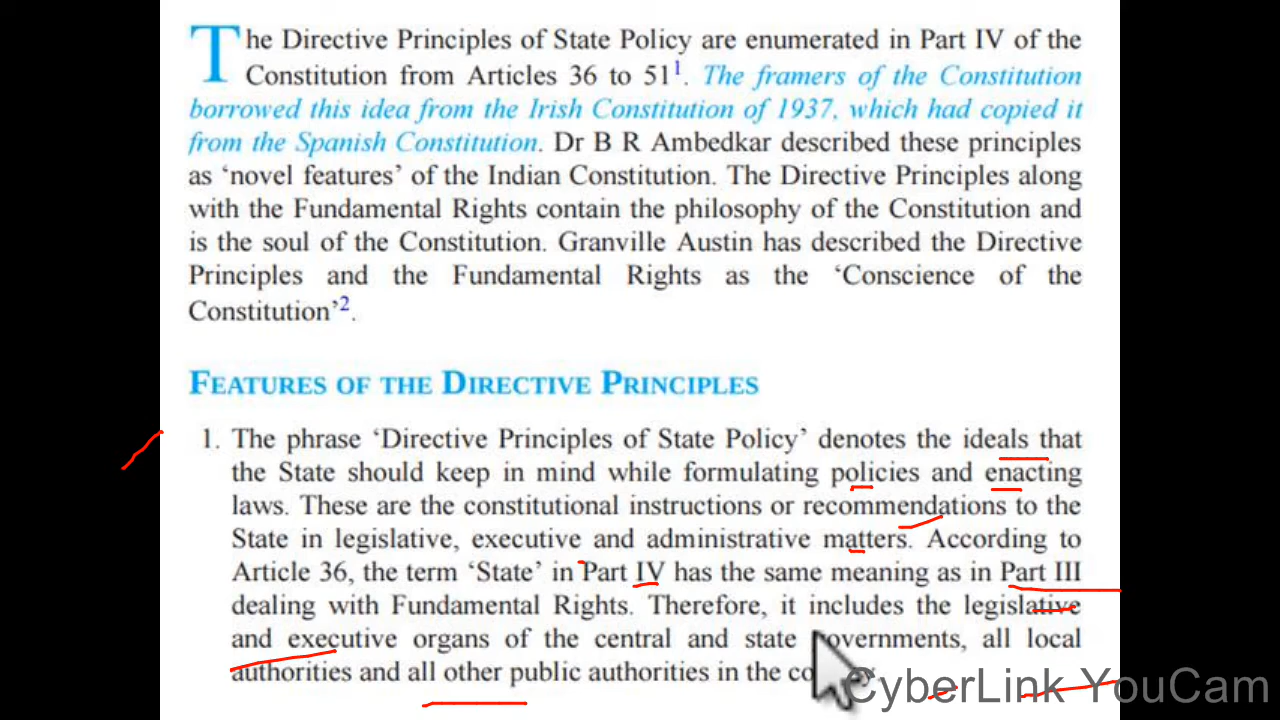 The Directive Principles of State Policy are enumerated in Part IV of the
Constitution from Articles 36 to 51¹. The framers of the Constitution
borrowed this idea from the Irish Constitution of 1937, which had copied it
from the Spanish Constitution. Dr B R Ambedkar described these principles
as ‘novel features’ of the Indian Constitution. The Directive Principles along
with the Fundamental Rights contain the philosophy of the Constitution and
is the soul of the Constitution. Granville Austin has described the Directive
Principles and the Fundamental Rights as the ‘Conscience of the
Constitution’².
FEATURES OF THE DIRECTIVE PRINCIPLES
1. The phrase ‘Directive Principles of State Policy’ denotes the ideals that
the State should keep in mind while formulating policies and enacting
laws. These are the constitutional instructions or recommendations to the
State in legislative, executive and administrative matters. According to
Article 36, the term ‘State’ in Part IV has the same meaning as in Part III
dealing with Fundamental Rights. Therefore, it includes the legislative
and executive organs of the central and state governments, all local
authorities and all other public authorities in the
CyberLink YouCam